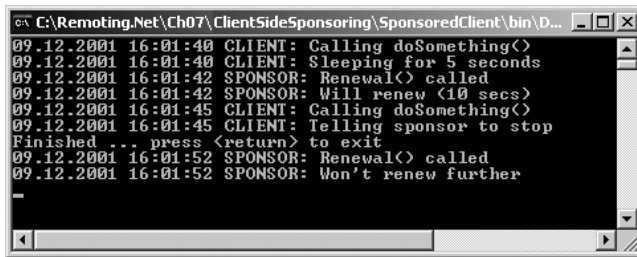 C:\Remoting.Net\Ch07\ClientSideSponsoring\SponsoredClient\bin\D...
09.12.2001 16:01:40 CLIENT: Calling doSomething()
09.12.2001 16:01:40 CLIENT: Sleeping for 5 seconds
09.12.2001 16:01:42 SPONSOR: Renewal() called
09.12.2001 16:01:42 SPONSOR: Will renew (10 secs)
09.12.2001 16:01:45 CLIENT: Calling doSomething()
09.12.2001 16:01:45 CLIENT: Telling sponsor to stop
Finished ... press <return> to exit
09.12.2001 16:01:52 SPONSOR: Renewal() called
09.12.2001 16:01:52 SPONSOR: Won't renew further